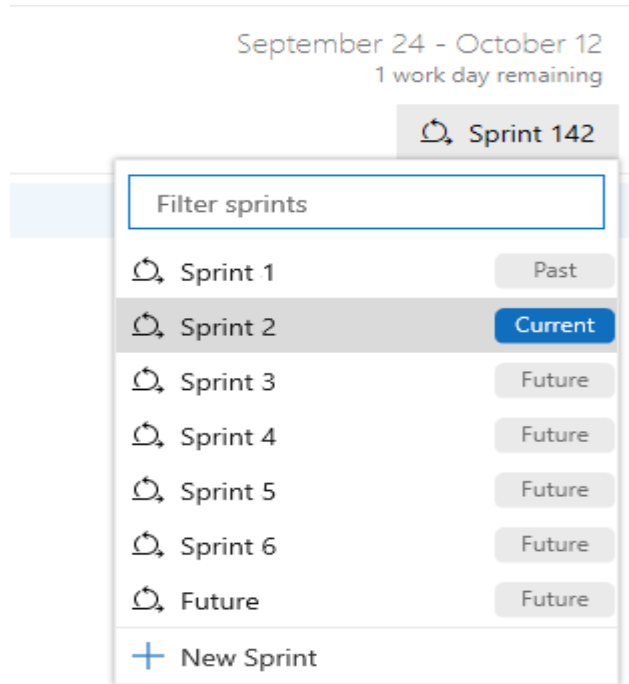 September 24 - October 12
1 work day remaining
Sprint 142
Filter sprints
Sprint 1 Past
Sprint 2 Current
Sprint 3 Future
Sprint 4 Future
Sprint 5 Future
Sprint 6 Future
Future Future
New Sprint